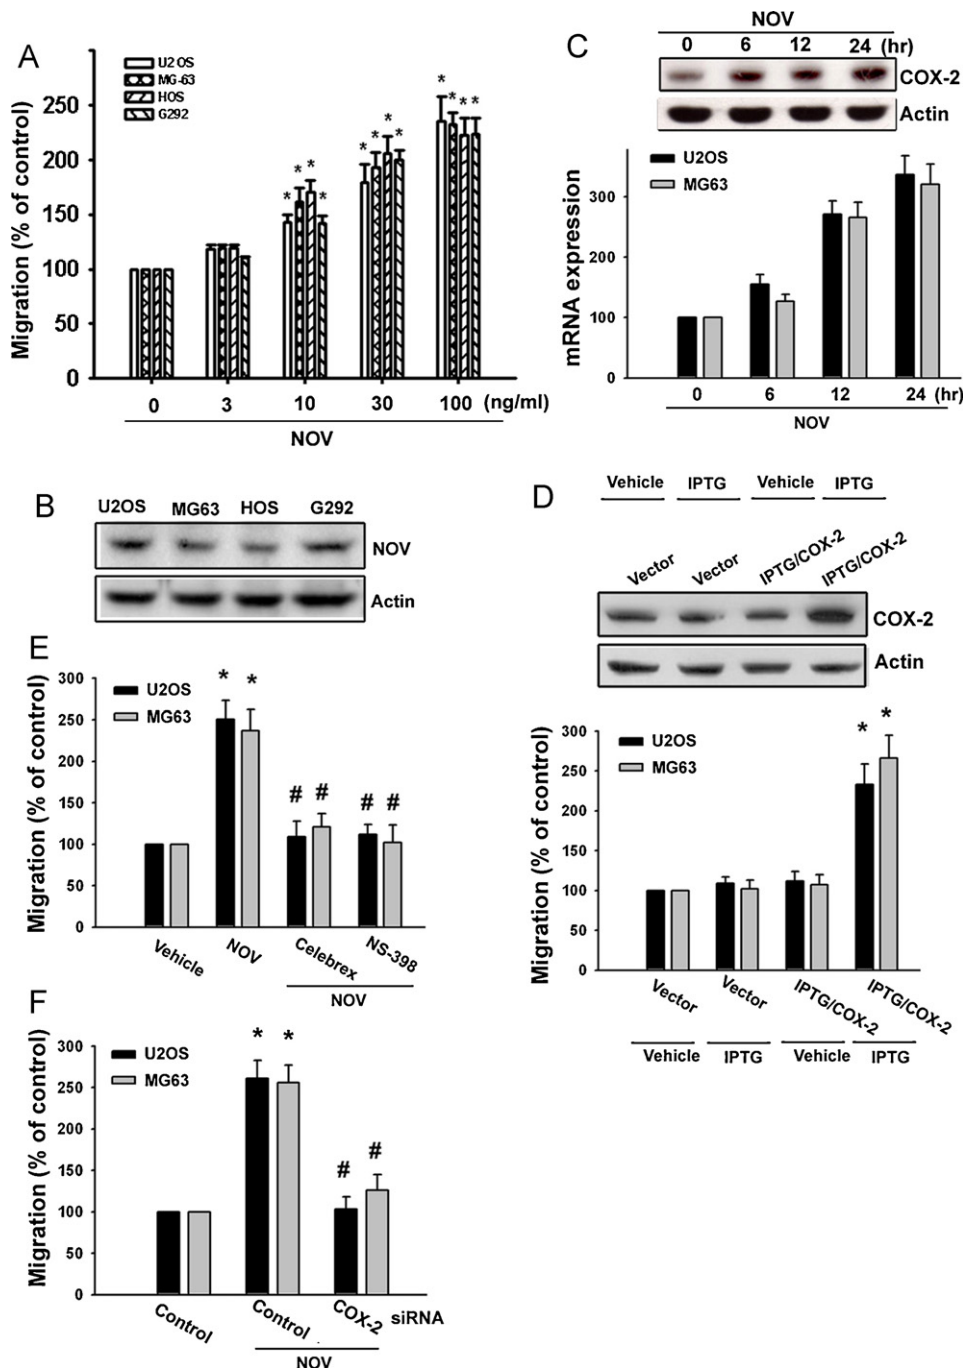 A
U2OS
MG-63
HOS
G292
Migration (% of control)
250
200
150
100
50
0
0 3 10 30 100 (ng/ml)
NOV
* * * * * * * * * * * *
C
NOV
0 6 12 24 (hr)
COX-2
Actin
U2OS
MG63
mRNA expression
300
200
100
0
0 6 12 24 (hr)
NOV
B
U2OS MG63 HOS G292
NOV
Actin
D
Vehicle IPTG Vehicle IPTG
Vector Vector IPTG/COX-2 IPTG/COX-2
COX-2
Actin
U2OS
MG63
* *
Migration (% of control)
300
250
200
150
100
50
0
Vector Vector IPTG/COX-2 IPTG/COX-2
Vehicle IPTG Vehicle IPTG
E
U2OS
MG63
* *
# # # #
Migration (% of control)
300
250
200
150
100
50
0
Vehicle NOV Celebrex NS-398
NOV
F
U2OS
MG63
* *
# #
Migration (% of control)
300
250
200
150
100
50
0
Control Control COX-2 siRNA
NOV